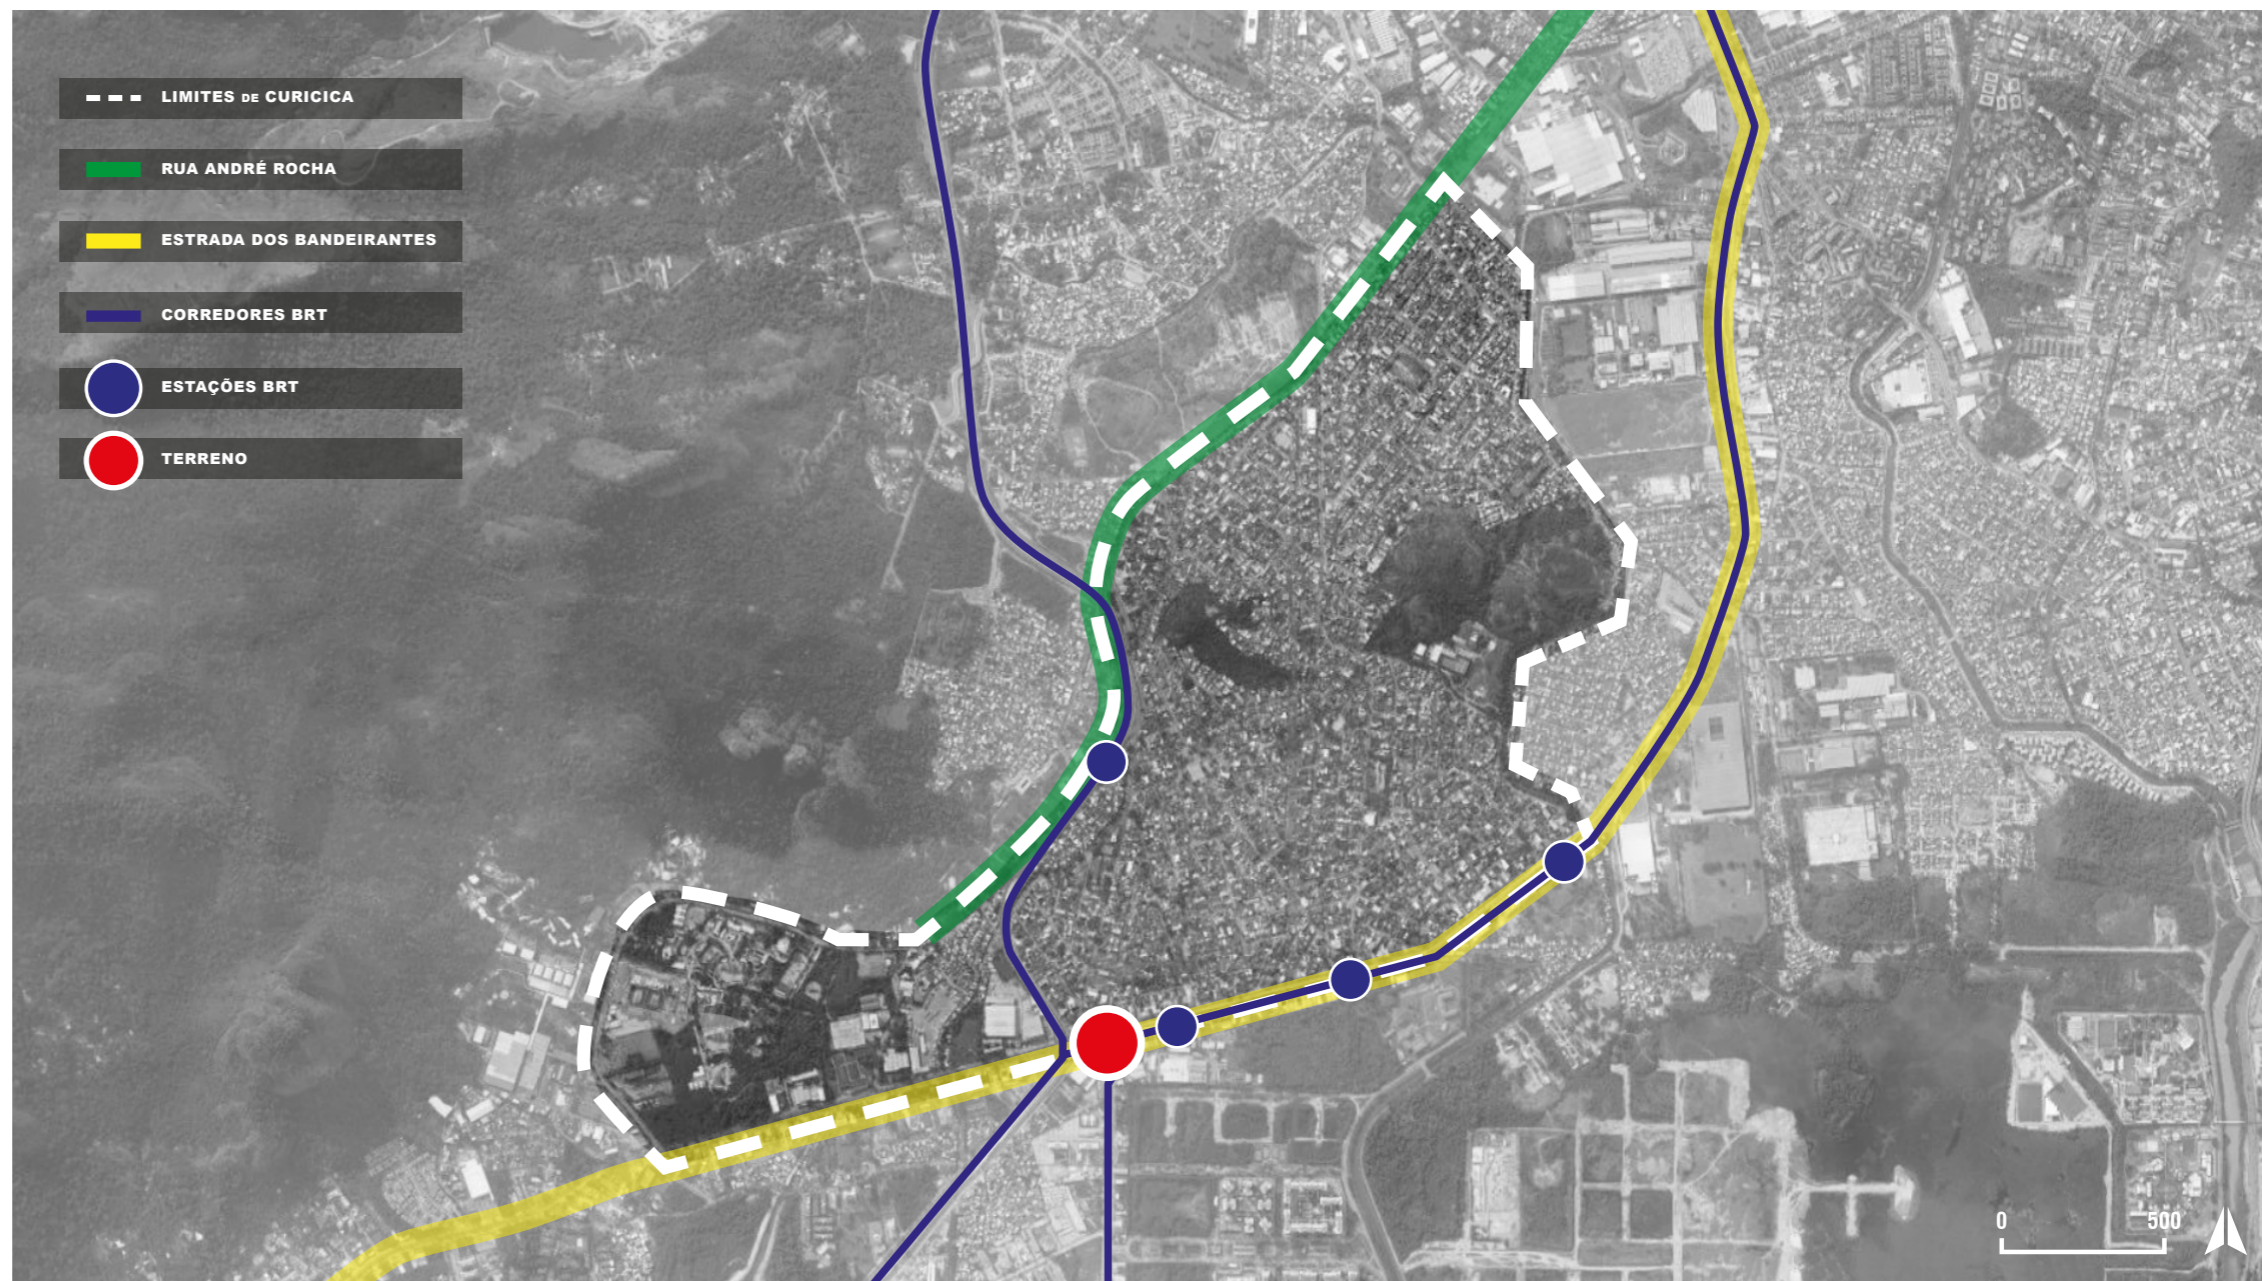 LIMITES DE CURICICA
RUA ANDRÉ ROCHA
ESTRADA DOS BANDEIRANTES
CORREDORES BRT
ESTAÇÕES BRT
TERRENO
0 500